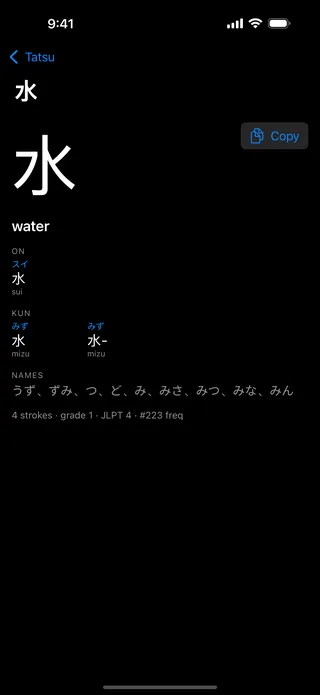 9:41
Tatsu
水
水
Copy
water
ON
スイ
水
sui
KUN
みず みず
水 水-
mizu mizu
NAMES
うず、ずみ、つ、ど、み、みさ、みつ、みな、みん
4 strokes · grade 1 · JLPT 4 · #223 freq